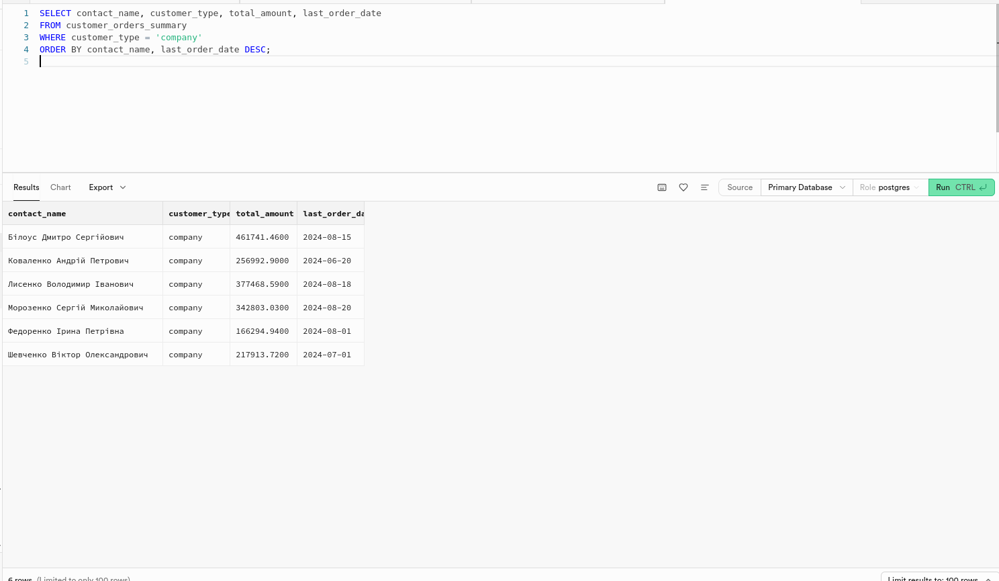 1 SELECT contact_name, customer_type, total_amount, last_order_date
2 FROM customer_orders_summary
3 WHERE customer_type = 'company'
4 ORDER BY contact_name, last_order_date DESC;
5
Results Chart Export Source Primary Database Role postgres Run CTRL
contact_name customer_type total_amount last_order_da
Білоус Дмитро Сергійович company 461741.4600 2024-08-15
Коваленко Андрій Петрович company 256992.9000 2024-06-20
Лисенко Володимир Іванович company 377468.5900 2024-08-18
Морозенко Сергій Миколайович company 342803.0300 2024-08-20
Федоренко Ірина Петрівна company 166294.9400 2024-08-01
Шевченко Віктор Олександрович company 217913.7200 2024-07-01
6 rows (Limited to only 100 rows) Limit results to: 100 rows